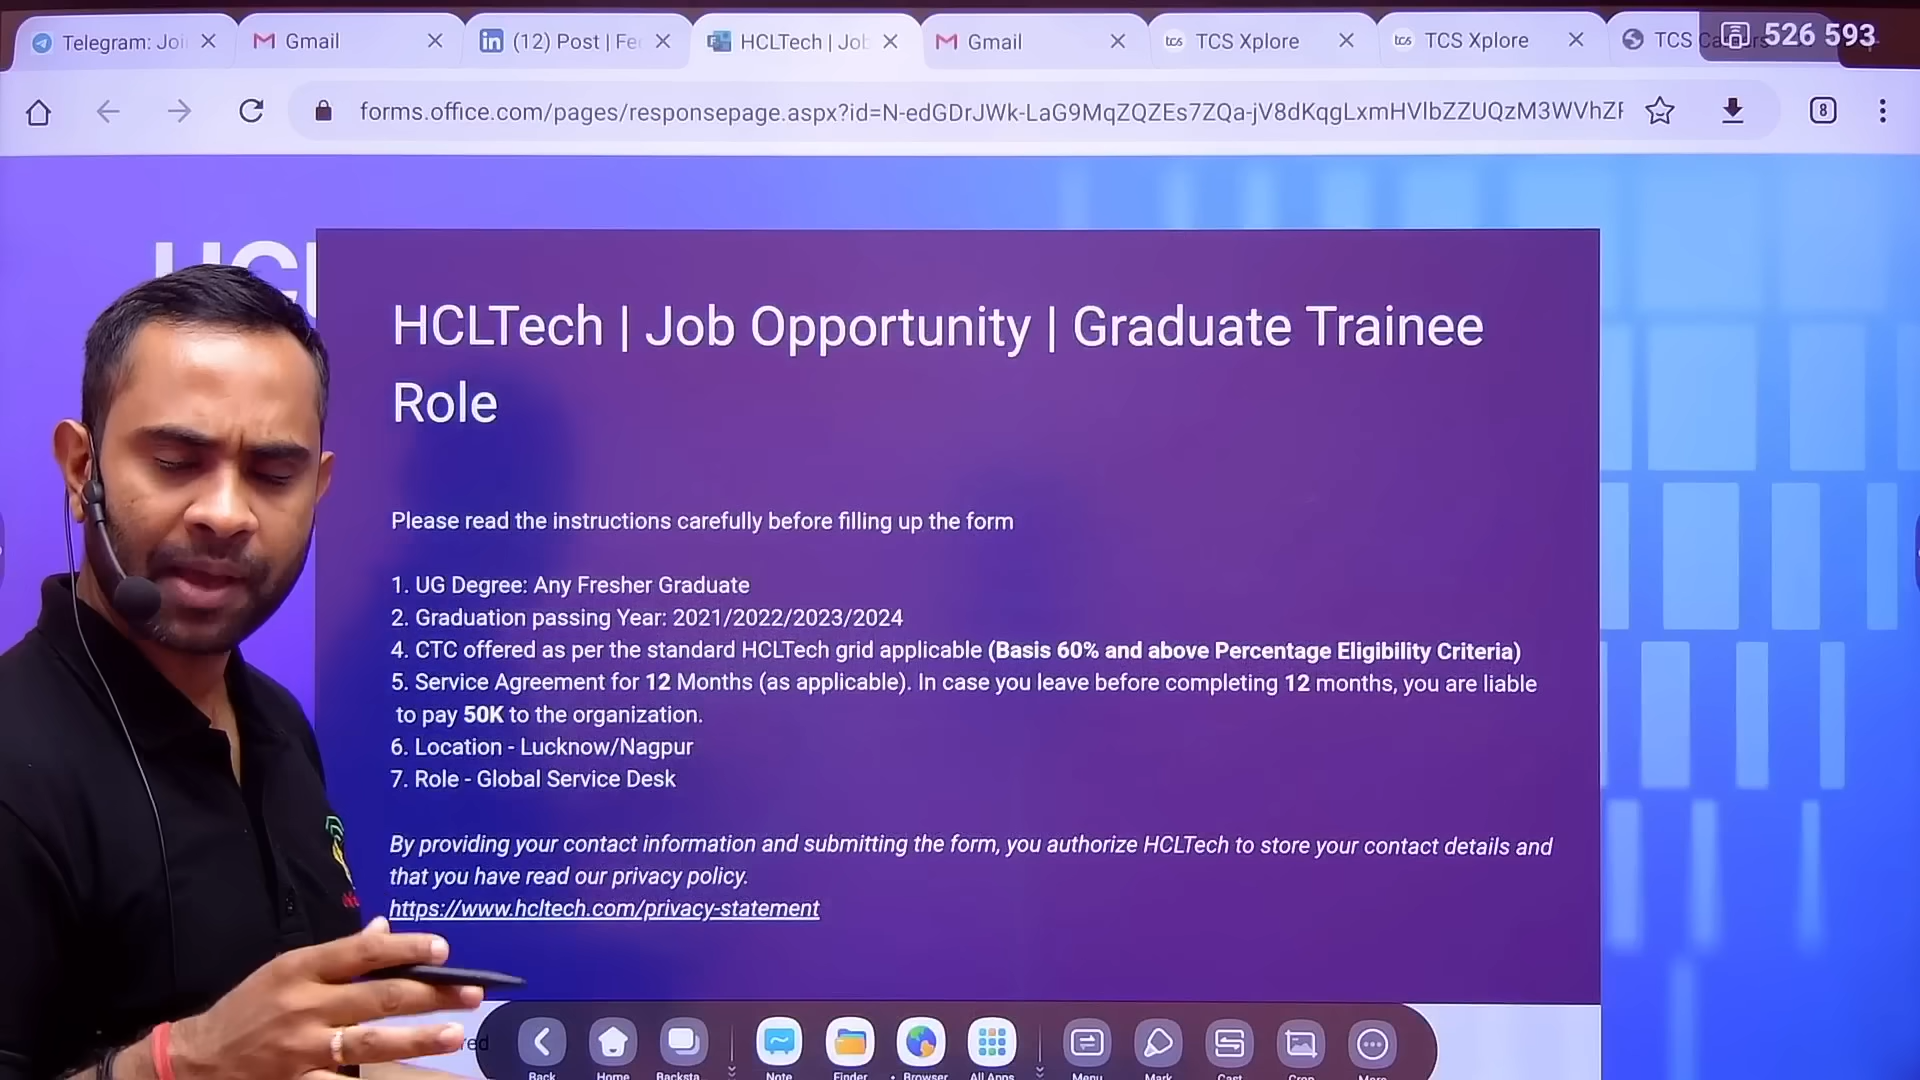 Telegram: Joi
Gmail
(12) Post | Fe
HCLTech | Job
Gmail
TCS Xplore
TCS Xplore
TCS
526 593
forms.office.com/pages/responsepage.aspx?id=N-edGDrJWk-LaG9MqZQZEs7ZQa-jV8dKqgLxmHVlbZZUQzM3WVhZF
8
HCLTech | Job Opportunity | Graduate Trainee
Role
Please read the instructions carefully before filling up the form
1. UG Degree: Any Fresher Graduate
2. Graduation passing Year: 2021/2022/2023/2024
4. CTC offered as per the standard HCLTech grid applicable (Basis 60% and above Percentage Eligibility Criteria)
5. Service Agreement for 12 Months (as applicable). In case you leave before completing 12 months, you are liable
to pay 50K to the organization.
6. Location - Lucknow/Nagpur
7. Role - Global Service Desk
By providing your contact information and submitting the form, you authorize HCLTech to store your contact details and
that you have read our privacy policy.
https://www.hcltech.com/privacy-statement
Back Home Backsta Note Finder Browser All Apps Menu Mark Cast Crop More